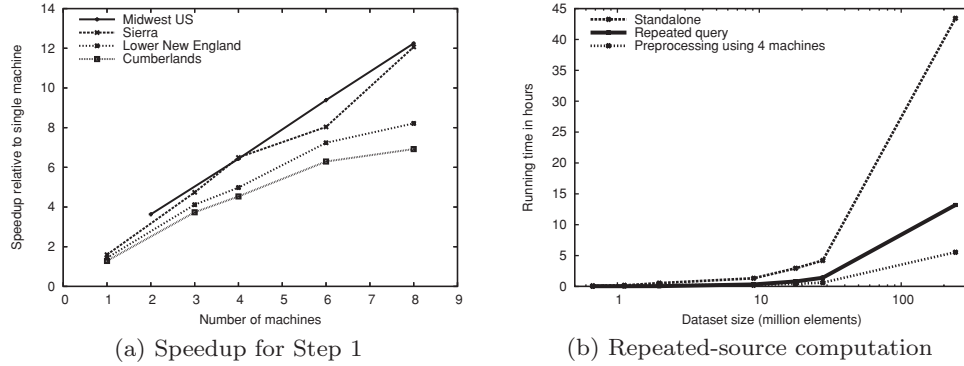 14
12
10
8
6
4
2
0
Speedup relative to single machine
Midwest US
Sierra
Lower New England
Cumberlands
0 1 2 3 4 5 6 7 8 9
Number of machines
(a) Speedup for Step 1
45
40
35
30
25
20
15
10
5
0
Running time in hours
Standalone
Repeated query
Preprocessing using 4 machines
1 10 100
Dataset size (million elements)
(b) Repeated-source computation